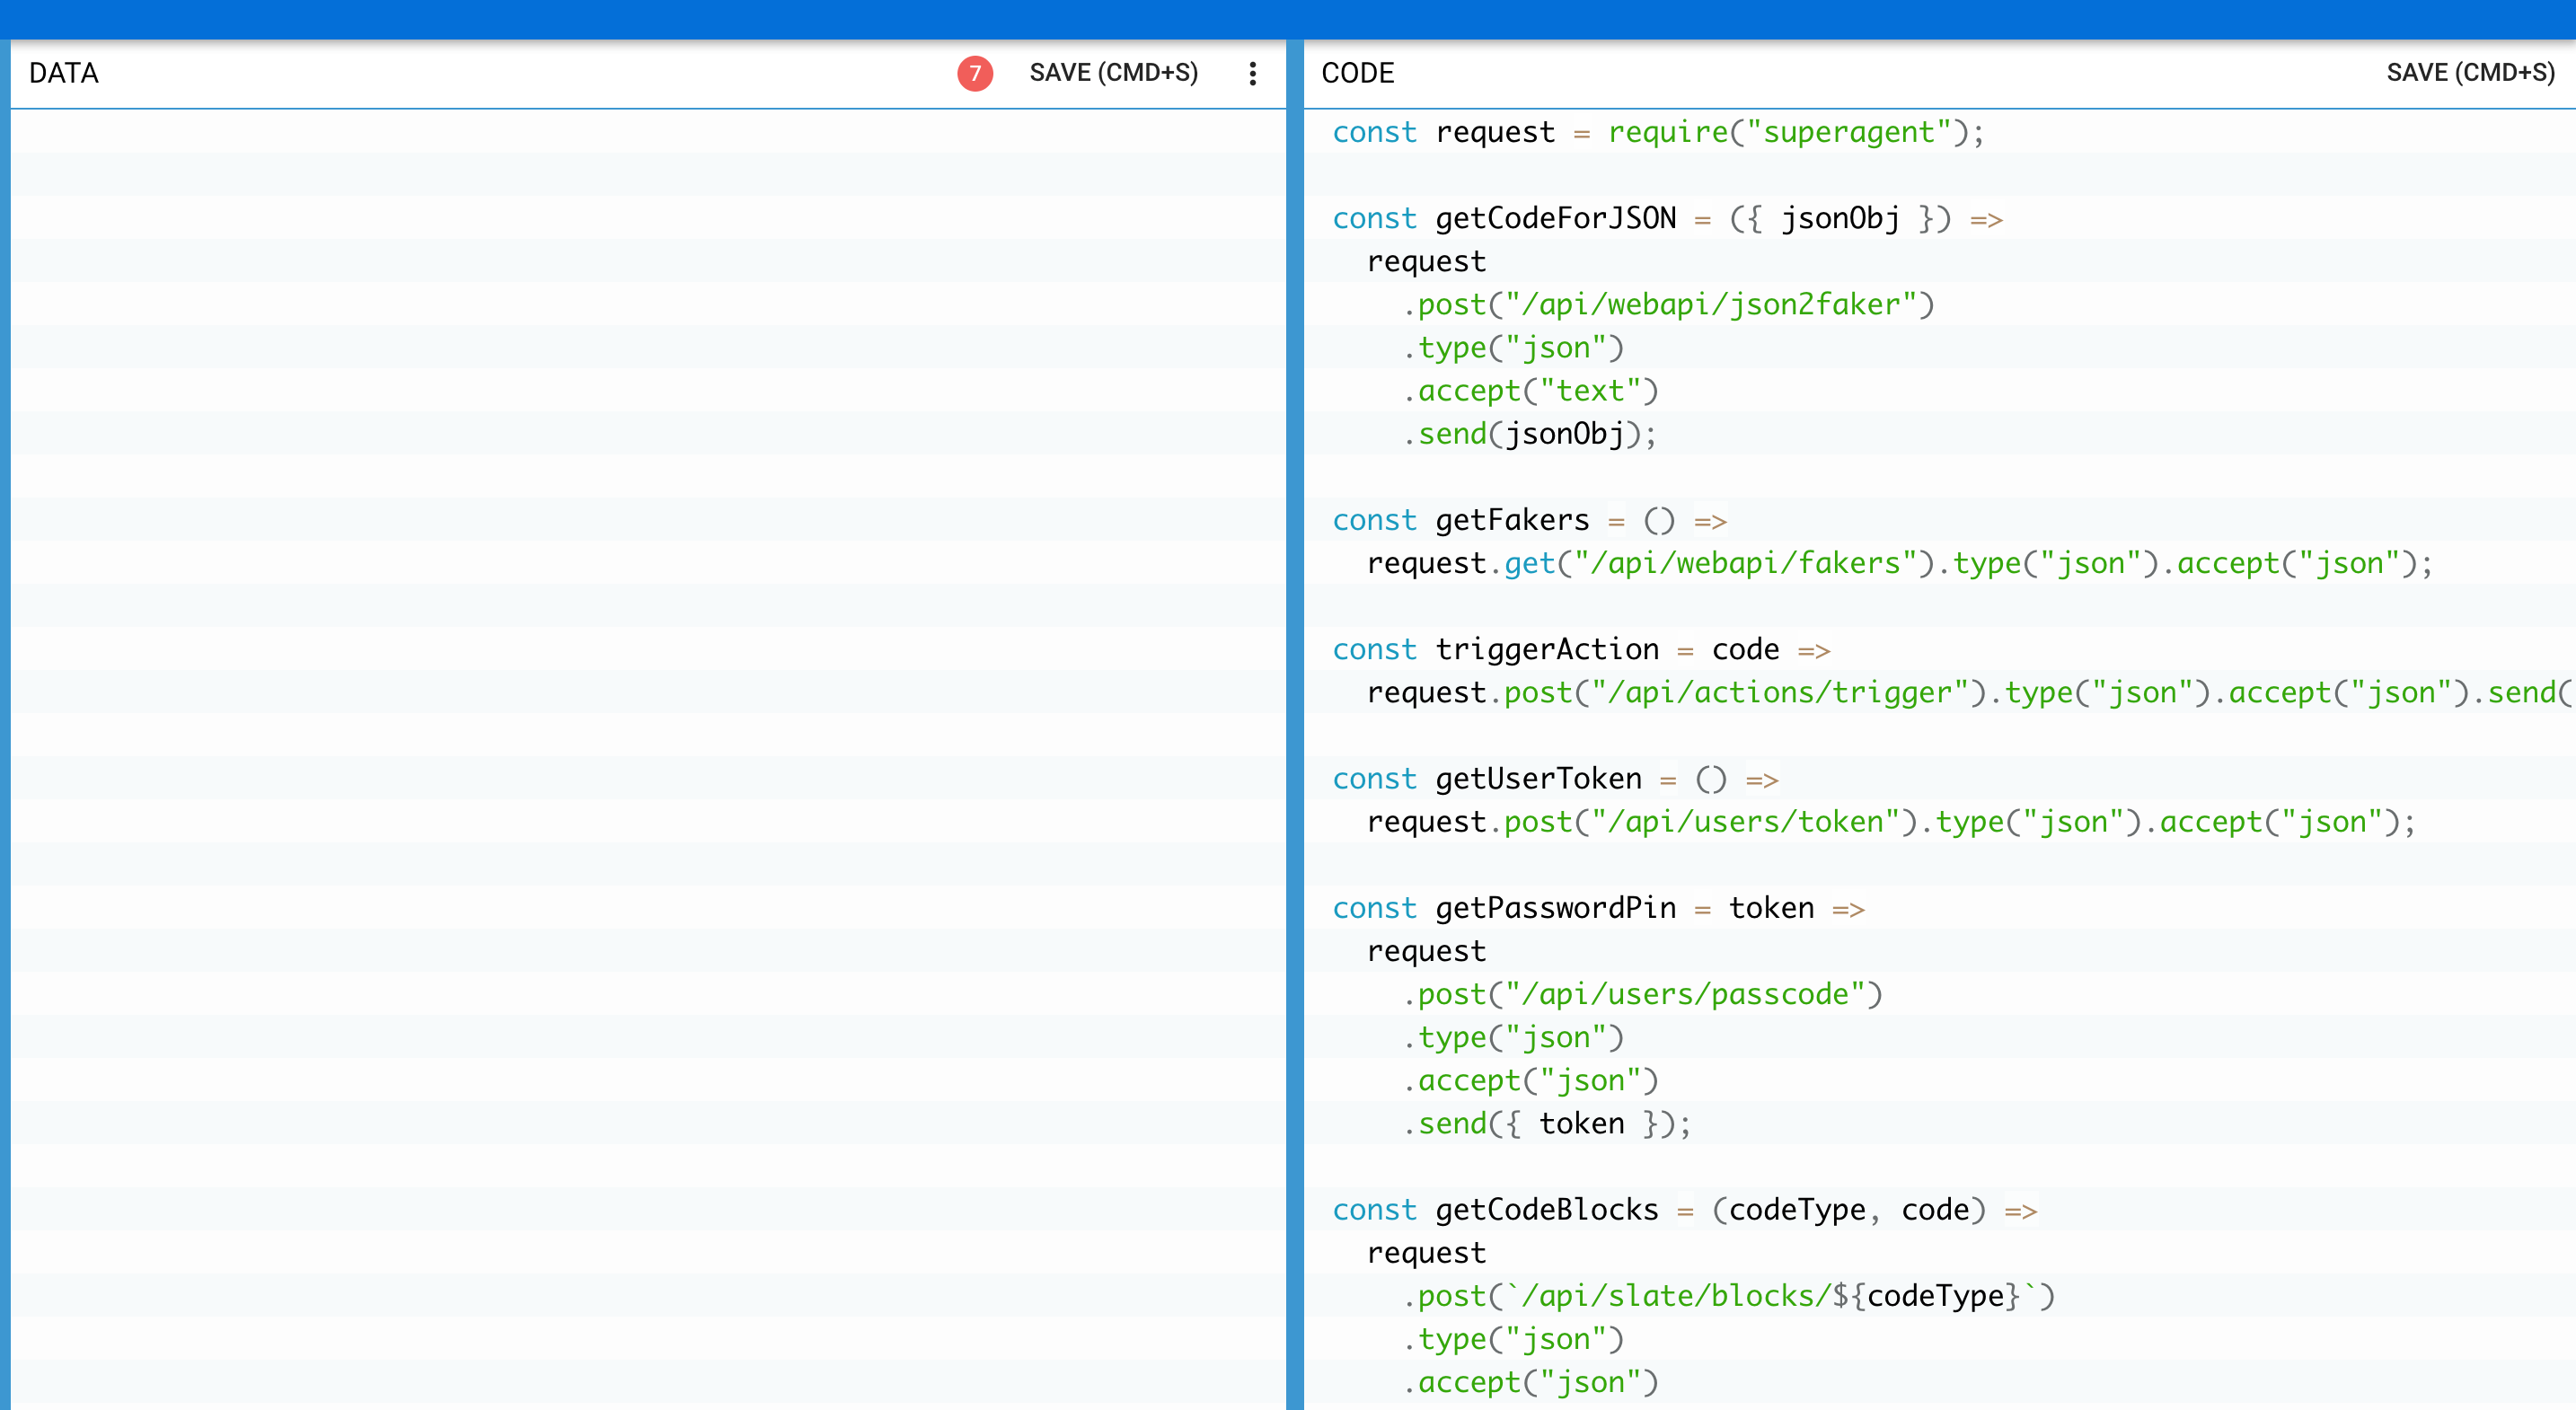 DATA
7
SAVE (CMD+S)
CODE
SAVE (CMD+S)
const request = require("superagent");
const getCodeForJSON = ({ jsonObj }) =>
  request
    .post("/api/webapi/json2faker")
    .type("json")
    .accept("text")
    .send(jsonObj);
const getFakers = () =>
  request.get("/api/webapi/fakers").type("json").accept("json");
const triggerAction = code =>
  request.post("/api/actions/trigger").type("json").accept("json").send(
const getUserToken = () =>
  request.post("/api/users/token").type("json").accept("json");
const getPasswordPin = token =>
  request
    .post("/api/users/passcode")
    .type("json")
    .accept("json")
    .send({ token });
const getCodeBlocks = (codeType, code) =>
  request
    .post(`/api/slate/blocks/${codeType}`)
    .type("json")
    .accept("json")